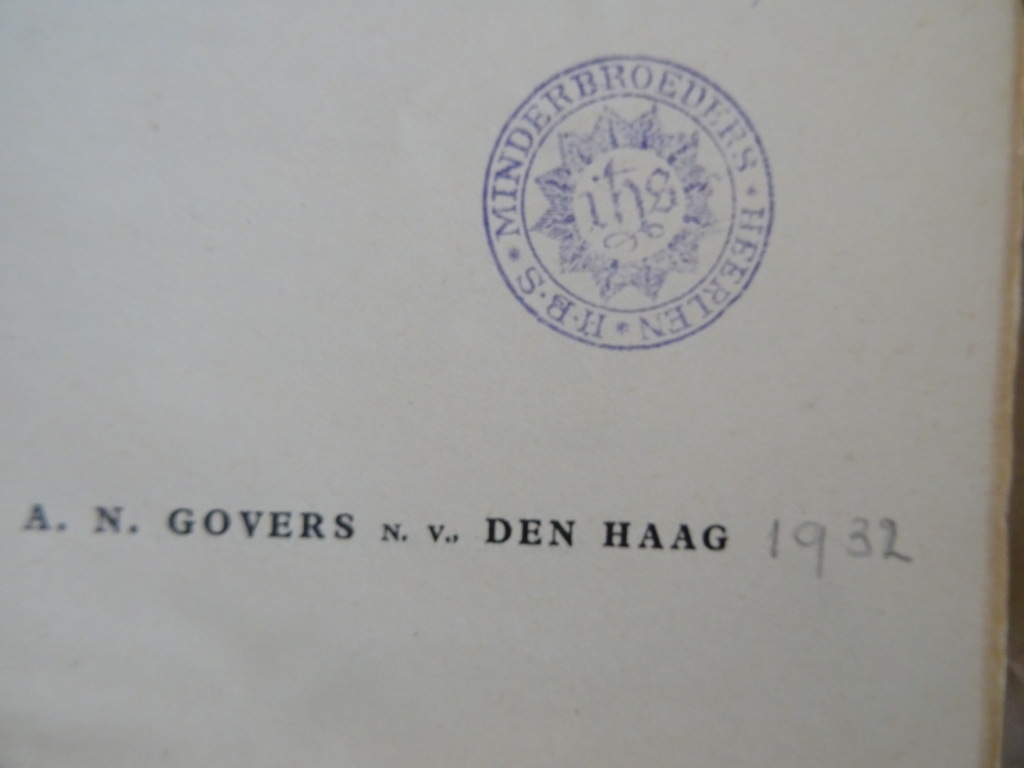 MINDERBROEDERS * HEERLEN * H·B·S *
ihs
A. N. GOVERS N. V., DEN HAAG 1932